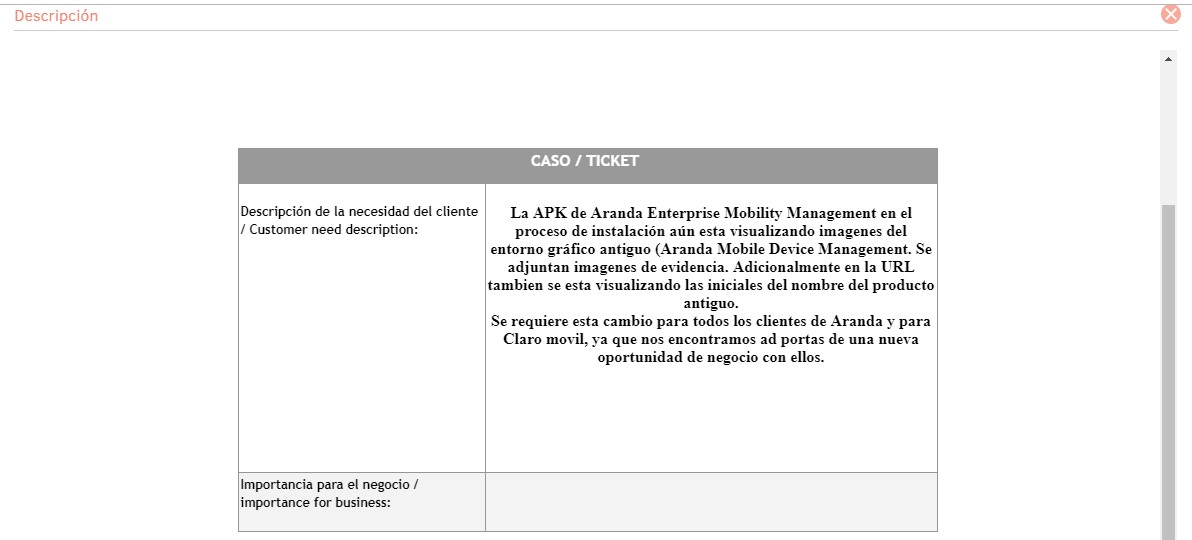 Descripción
CASO / TICKET
Descripción de la necesidad del cliente
/ Customer need description:
La APK de Aranda Enterprise Mobility Management en el
proceso de instalación aún esta visualizando imagenes del
entorno gráfico antiguo (Aranda Mobile Device Management. Se
adjuntan imagenes de evidencia. Adicionalmente en la URL
tambien se esta visualizando las iniciales del nombre del producto
antiguo.
Se requiere esta cambio para todos los clientes de Aranda y para
Claro movil, ya que nos encontramos ad portas de una nueva
oportunidad de negocio con ellos.
Importancia para el negocio /
importance for business: